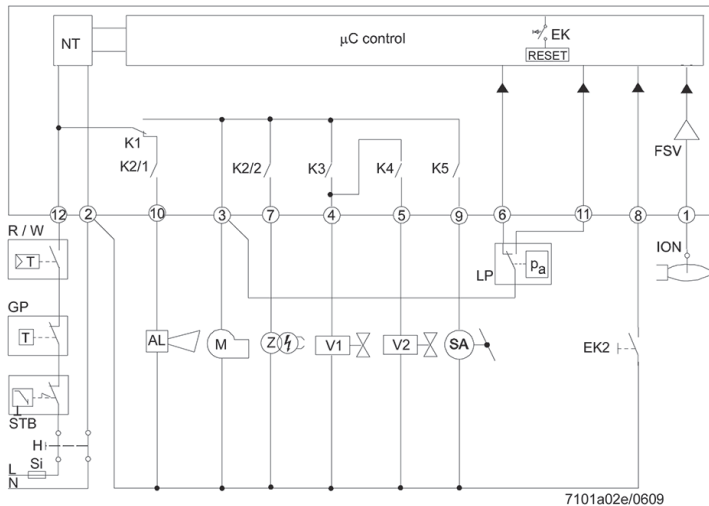 NT
μC control
EK
RESET
K1
FSV
K2/1
K2/2
K3
K4
K5
12
2
10
3
7
4
5
9
6
11
8
1
R / W
T
ION
LP
pa
GP
T
AL
M
Z
V1
V2
SA
EK2
STB
H
Si
L
N
7101a02e/0609